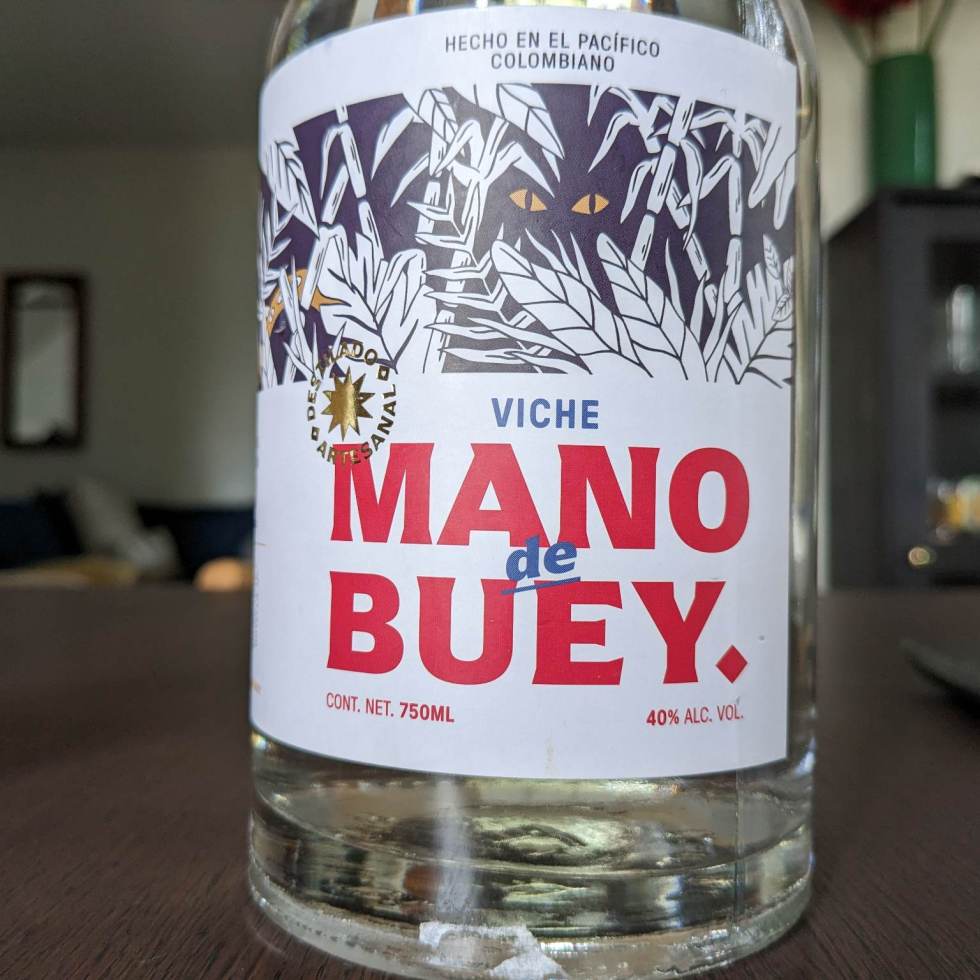 HECHO EN EL PACÍFICO
COLOMBIANO
DESTILADO
ARTESANAL
VICHE
MANO
de
BUEY.
CONT. NET. 750ML
40% ALC. VOL.